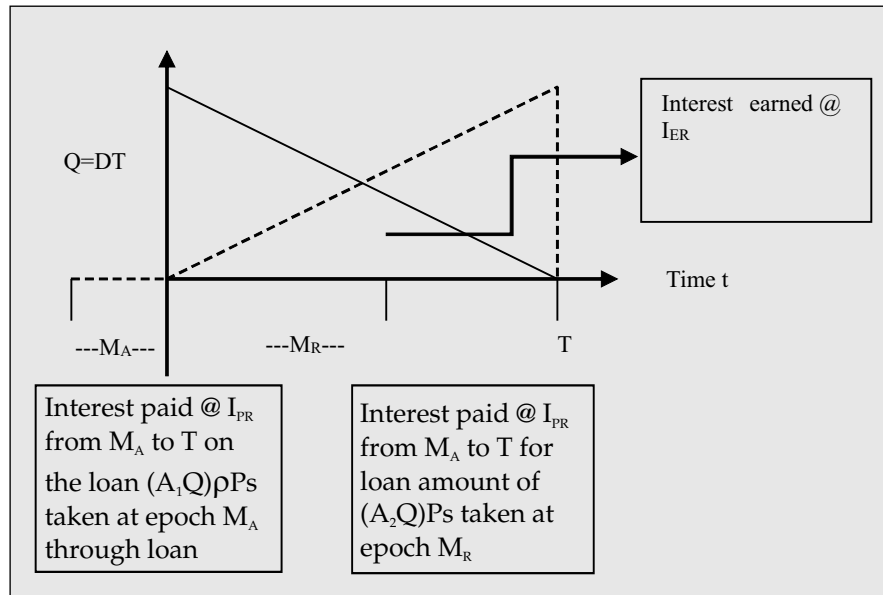 Interest earned @
I_ER
Q=DT
Time t
---M_A---
---M_R---
T
Interest paid @ I_PR
from M_A to T on
the loan (A_1Q)ρPs
taken at epoch M_A
through loan
Interest paid @ I_PR
from M_A to T for
loan amount of
(A_2Q)Ps taken at
epoch M_R